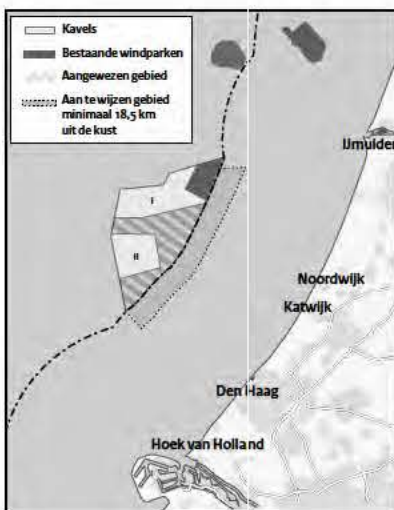 Kavels
Bestaande windparken
Aangewezen gebied
Aan te wijzen gebied
minimaal 18,5 km
uit de kust
IJmuiden
I
II
Noordwijk
Katwijk
Den Haag
Hoek van Holland